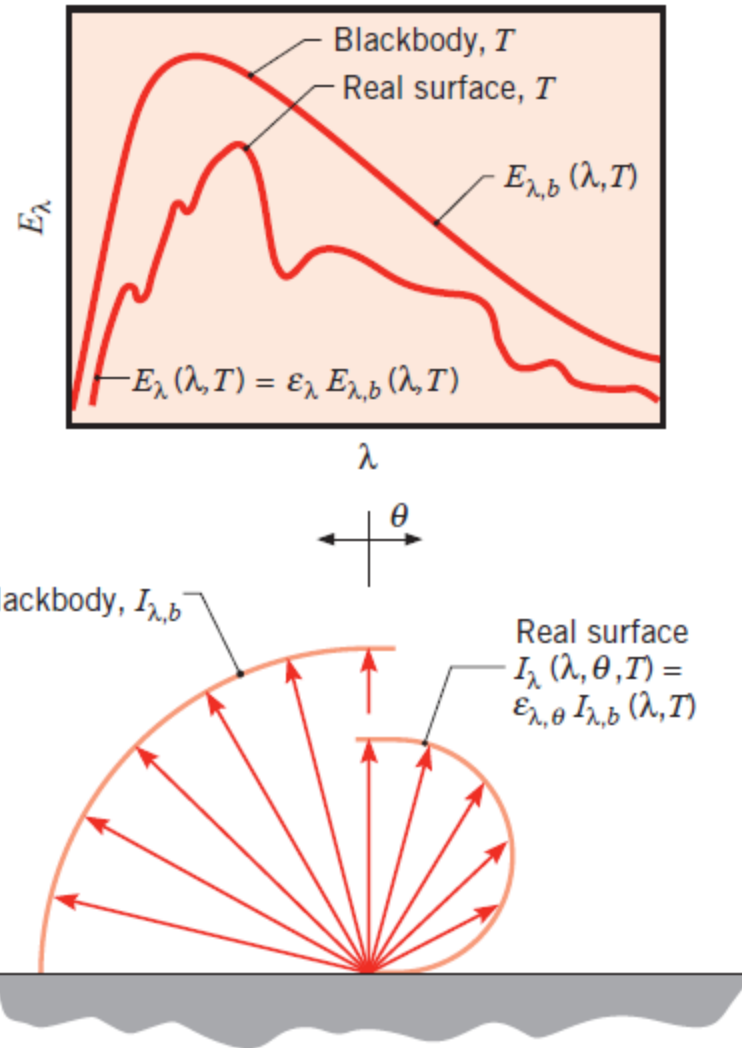 Blackbody, T
Real surface, T
E_λ,b (λ,T)
E_λ
E_λ (λ,T) = ε_λ E_λ,b (λ,T)
λ
θ
lackbody, I_λ,b
Real surface
I_λ (λ, θ ,T) =
ε_λ,θ I_λ,b (λ,T)